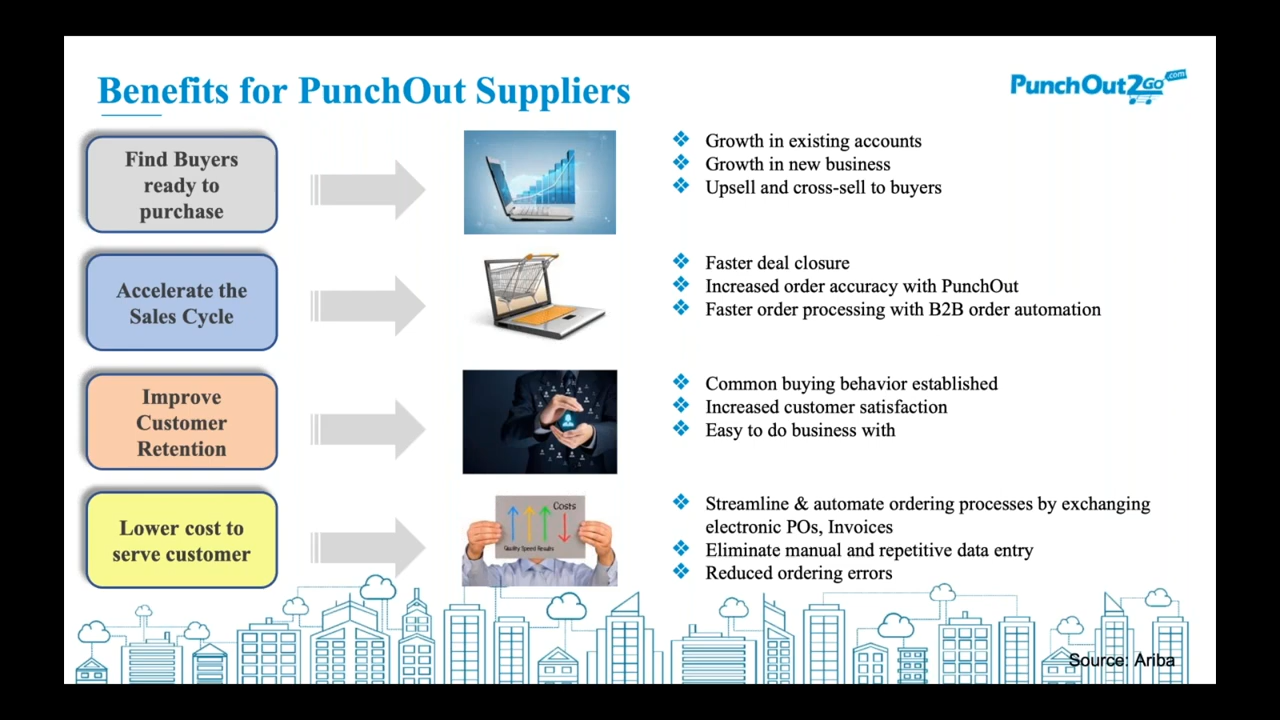 Benefits for PunchOut Suppliers
PunchOut2Go.com
Find Buyers
ready to
purchase
Growth in existing accounts
Growth in new business
Upsell and cross-sell to buyers
Accelerate the
Sales Cycle
Faster deal closure
Increased order accuracy with PunchOut
Faster order processing with B2B order automation
Improve
Customer
Retention
Common buying behavior established
Increased customer satisfaction
Easy to do business with
Lower cost to
serve customer
Costs
Quality Speed Results
Streamline & automate ordering processes by exchanging
electronic POs, Invoices
Eliminate manual and repetitive data entry
Reduced ordering errors
Source: Ariba